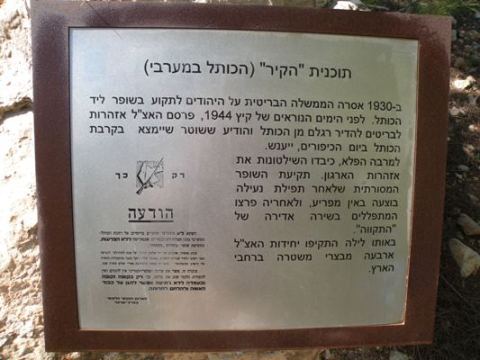 תוכנית "הקיר" (הכותל במערבי)
ב-1930 אסרה הממשלה הבריטית על היהודים לתקוע בשופר ליד
הכותל. לפני הימים הנוראים של קיץ 1944, פרסם האצ"ל אזהרות
לבריטים להדיר רגלם מן הכותל והודיע ששוטר שיימצא בקרבת
הכותל ביום הכיפורים, ייענש.
למרבה הפלא, כיבדו השילטונות את
אזהרות הארגון. תקיעת השופר
המסורתית שלאחר תפילת נעילה
בוצעה באין מפריע, ולאחריה פרצו
המתפללים בשירה אדירה של
"התקווה".
באותו לילה התקיפו יחידות האצ"ל
ארבעה מבצרי משטרה ברחבי
הארץ.
רק כך
הודעה